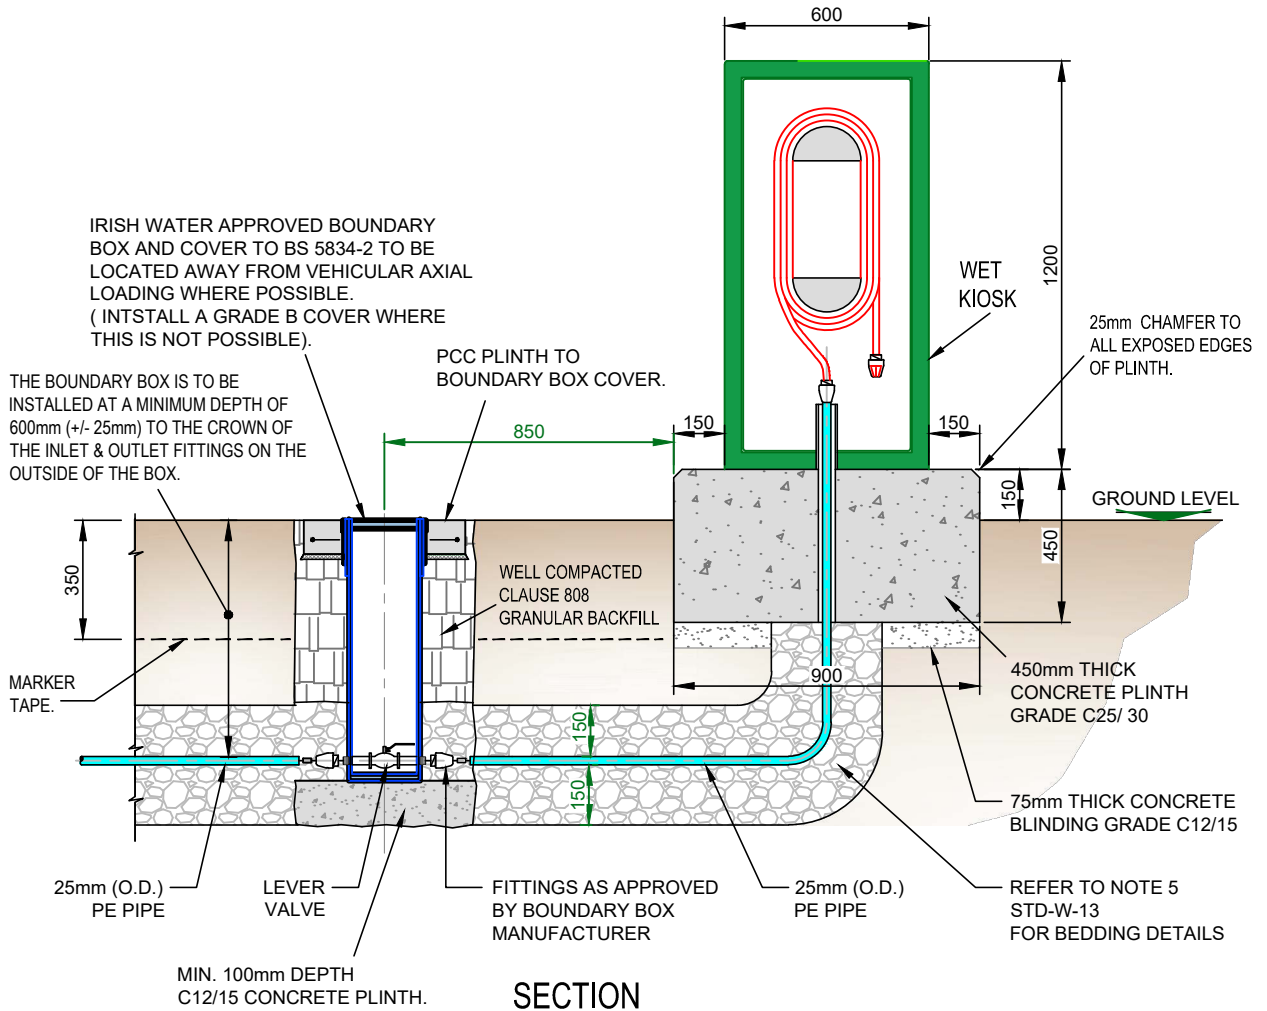 600
IRISH WATER APPROVED BOUNDARY
BOX AND COVER TO BS 5834-2 TO BE
LOCATED AWAY FROM VEHICULAR AXIAL
LOADING WHERE POSSIBLE.
( INTSTALL A GRADE B COVER WHERE
THIS IS NOT POSSIBLE).
WET
KIOSK
1200
25mm CHAMFER TO
ALL EXPOSED EDGES
OF PLINTH.
PCC PLINTH TO
BOUNDARY BOX COVER.
THE BOUNDARY BOX IS TO BE
INSTALLED AT A MINIMUM DEPTH OF
600mm (+/- 25mm) TO THE CROWN OF
THE INLET & OUTLET FITTINGS ON THE
OUTSIDE OF THE BOX.
850
150
150
150
GROUND LEVEL
450
350
WELL COMPACTED
CLAUSE 808
GRANULAR BACKFILL
MARKER
TAPE.
900
450mm THICK
CONCRETE PLINTH
GRADE C25/ 30
150
150
75mm THICK CONCRETE
BLINDING GRADE C12/15
25mm (O.D.)
PE PIPE
LEVER
VALVE
FITTINGS AS APPROVED
BY BOUNDARY BOX
MANUFACTURER
25mm (O.D.)
PE PIPE
REFER TO NOTE 5
STD-W-13
FOR BEDDING DETAILS
MIN. 100mm DEPTH
C12/15 CONCRETE PLINTH.
SECTION